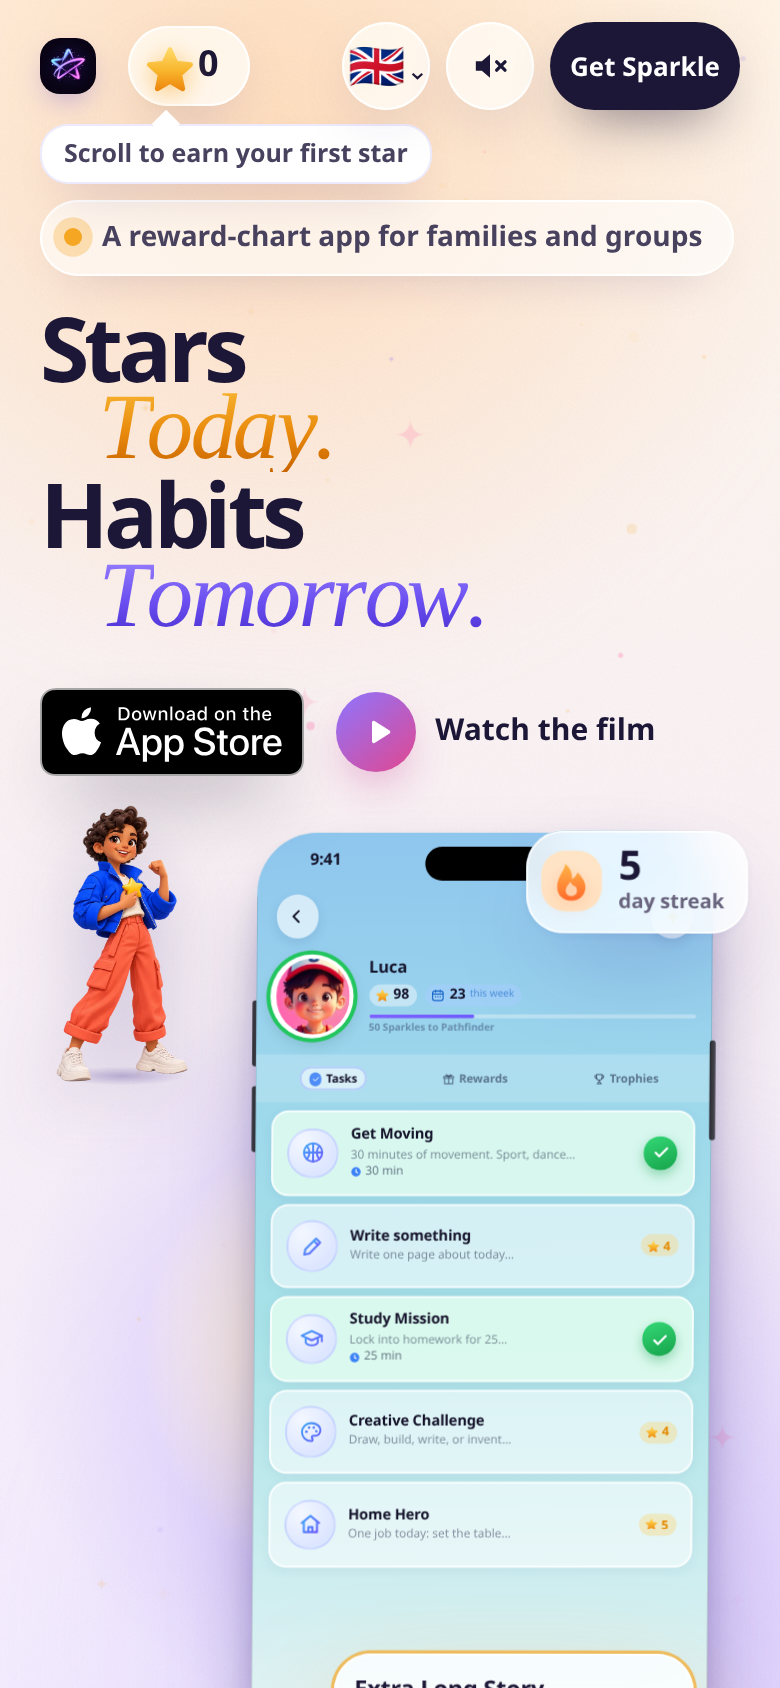 0
Get Sparkle
Scroll to earn your first star
A reward-chart app for families and groups
Stars
Today.
Habits
Tomorrow.
Download on the
App Store
Watch the film
9:41
5
day streak
Luca
98
23 this week
50 Sparkles to Pathfinder
Tasks
Rewards
Trophies
Get Moving
30 minutes of movement. Sport, dance...
30 min
Write something
Write one page about today...
4
Study Mission
Lock into homework for 25...
25 min
Creative Challenge
Draw, build, write, or invent...
4
Home Hero
One job today: set the table...
5
Extra Long Story